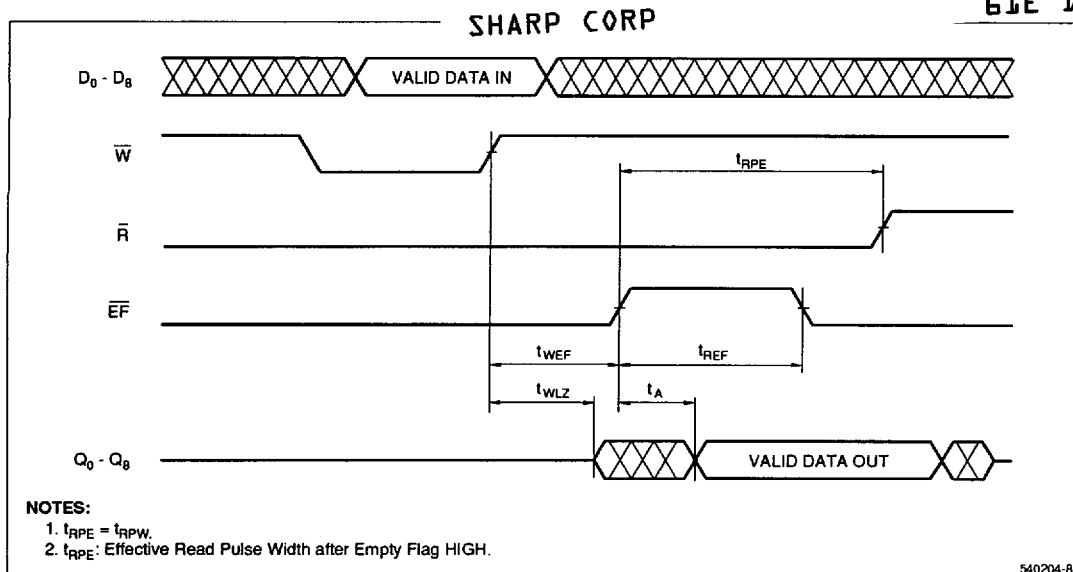 SHARP CORP
D0 - D8
VALID DATA IN
W̅
tRPE
R̅
E̅F̅
tWEF
tREF
tWLZ
tA
Q0 - Q8
VALID DATA OUT
NOTES:
1. tRPE = tRPW.
2. tRPE: Effective Read Pulse Width after Empty Flag HIGH.
540204-8